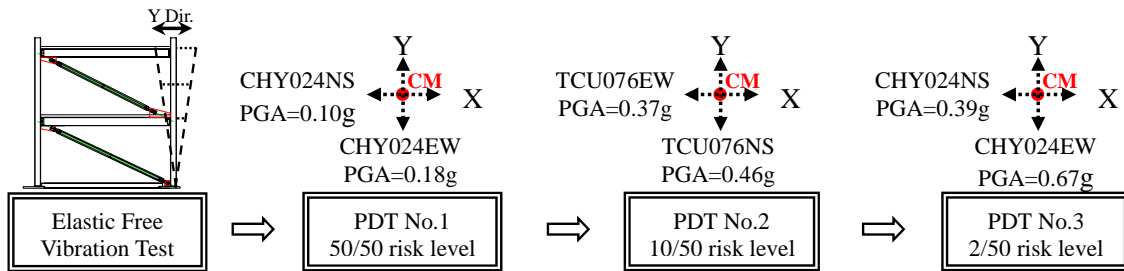 Y Dir.
Elastic Free
Vibration Test
Y
CHY024NS
CM
X
PGA=0.10g
CHY024EW
PGA=0.18g
PDT No.1
50/50 risk level
Y
TCU076EW
CM
X
PGA=0.37g
TCU076NS
PGA=0.46g
PDT No.2
10/50 risk level
Y
CHY024NS
CM
X
PGA=0.39g
CHY024EW
PGA=0.67g
PDT No.3
2/50 risk level